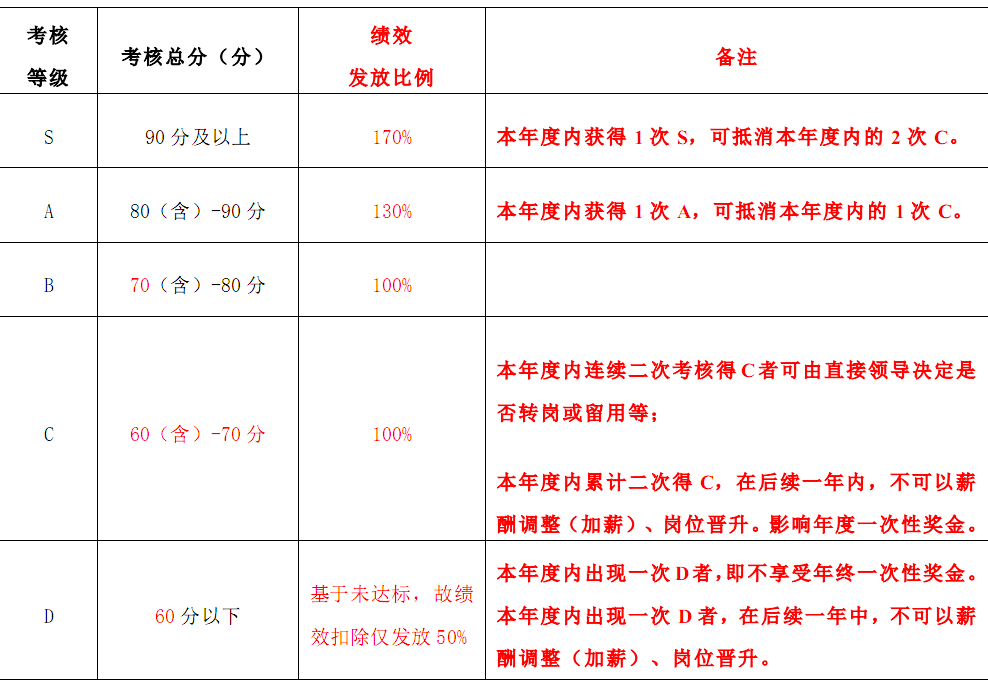 考核
等级
考核总分（分）
绩效
发放比例
备注
S
90 分及以上
170%
本年度内获得 1 次 S，可抵消本年度内的 2 次 C。
A
80（含）-90 分
130%
本年度内获得 1 次 A，可抵消本年度内的 1 次 C。
B
70（含）-80 分
100%
C
60（含）-70 分
100%
本年度内连续二次考核得 C 者可由直接领导决定是
否转岗或留用等；
本年度内累计二次得 C，在后续一年内，不可以薪
酬调整（加薪）、岗位晋升。影响年度一次性奖金。
D
60 分以下
基于未达标，故绩
效扣除仅发放 50%
本年度内出现一次 D 者，即不享受年终一次性奖金。
本年度内出现一次 D 者，在后续一年中，不可以薪
酬调整（加薪）、岗位晋升。